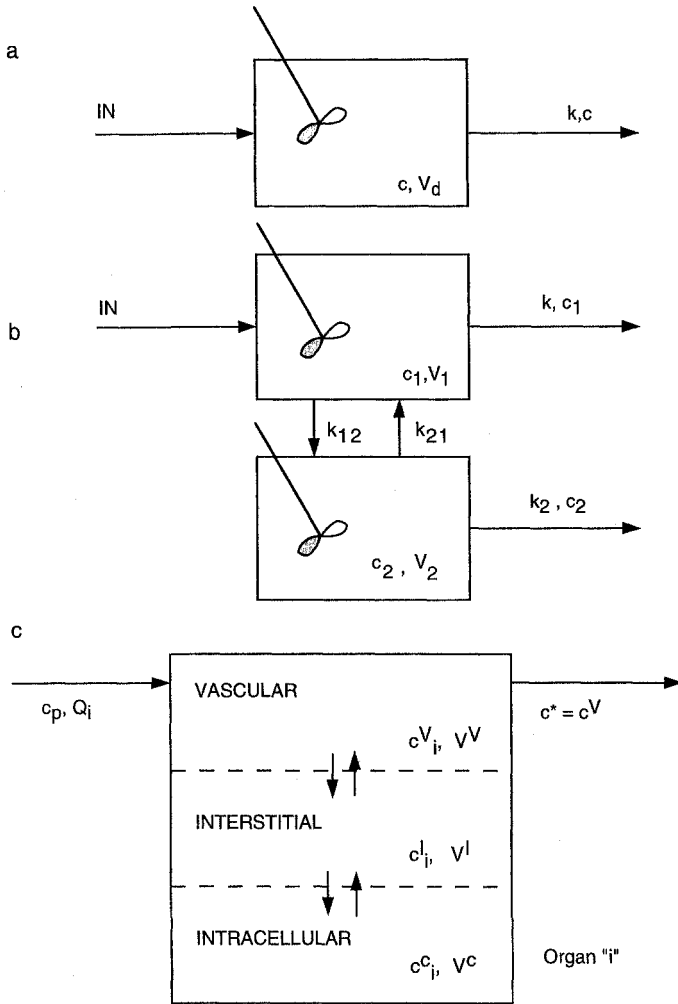 a
IN
k,c
c, V_d
b
IN
k, c_1
c_1,V_1
k_12
k_21
k_2 , c_2
c_2 , V_2
c
VASCULAR
c_p, Q_i
c* = c^V
c^V_i, V^V
INTERSTITIAL
c^I_i, V^I
INTRACELLULAR
c^c_i, V^c
Organ "i"